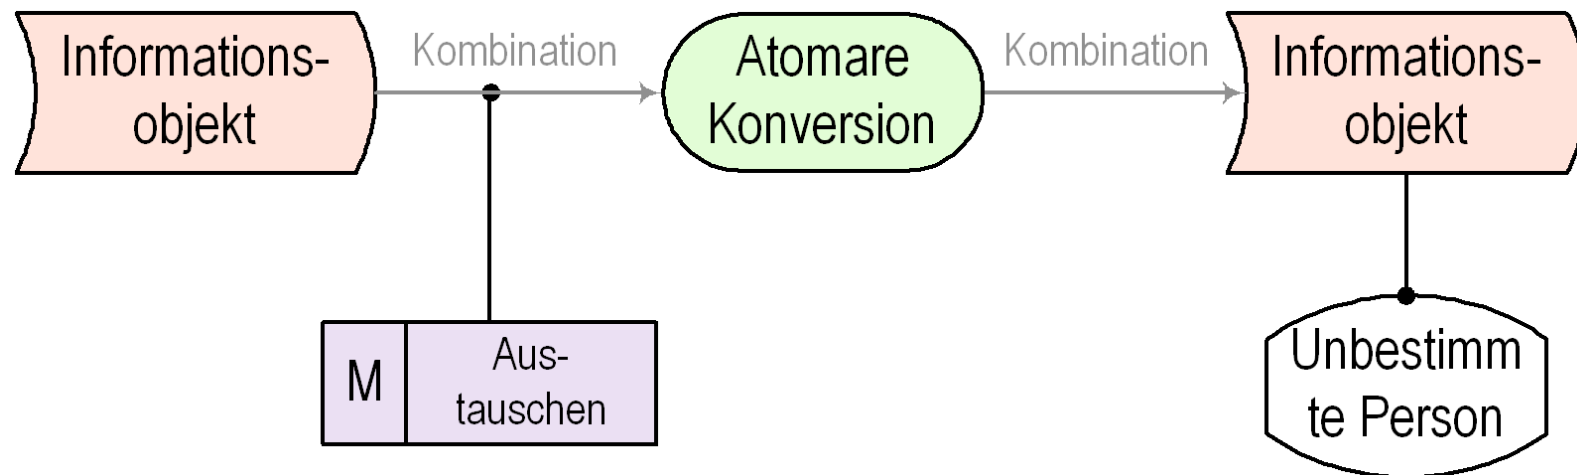 Informations-
objekt
Kombination
Atomare
Konversion
Kombination
Informations-
objekt
M
Aus-
tauschen
Unbestimm
te Person